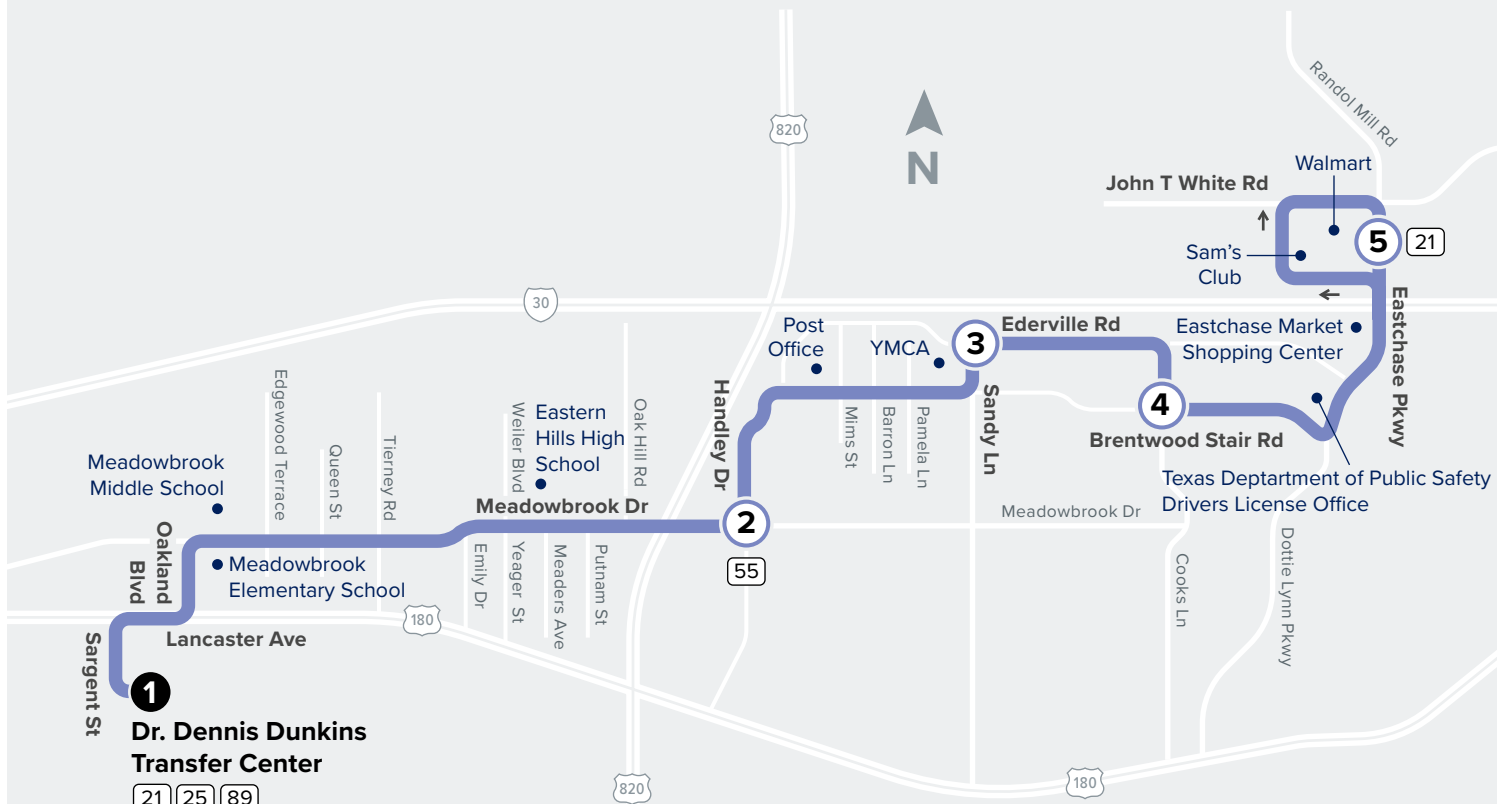 Randol Mill Rd
820
N
Walmart
John T White Rd
5
21
Sam's
Club
30
Eastchase Pkwy
Post
Office
YMCA
3
Ederville Rd
Eastchase Market
Shopping Center
Edgewood Terrace
Queen St
Tierney Rd
Weiler Blvd
Eastern
Hills High
School
Oak Hill Rd
Handley Dr
Mims St
Barron Ln
Pamela Ln
Sandy Ln
4
Brentwood Stair Rd
Meadowbrook
Middle School
Texas Deptartment of Public Safety
Drivers License Office
Meadowbrook Dr
2
Meadowbrook Dr
55
Oakland
Blvd
Meadowbrook
Elementary School
Emily Dr
Yeager St
Meaders Ave
Putnam St
Cooks Ln
Dottie Lynn Pkwy
180
Lancaster Ave
Sargent St
1
Dr. Dennis Dunkins
Transfer Center
21 25 89
820
180